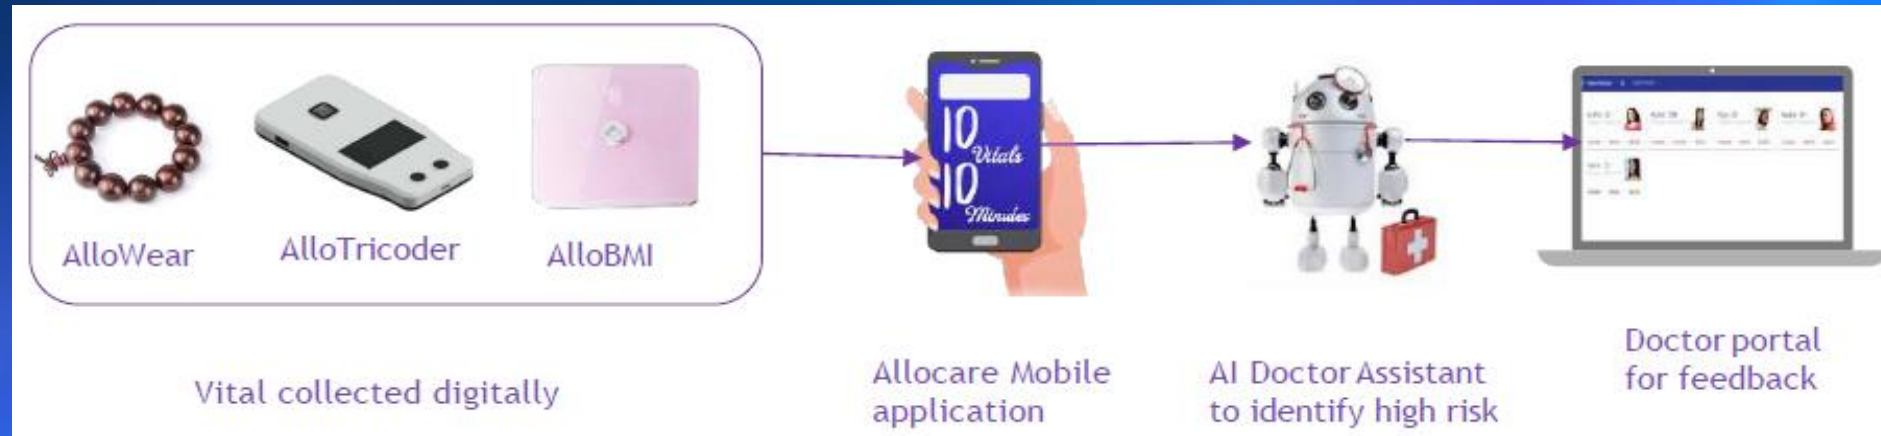 AlloWear
AlloTricoder
AlloBMI
Vital collected digitally
10
Vitals
10
Minutes
Allocare Mobile
application
AI Doctor Assistant
to identify high risk
Doctor portal
for feedback